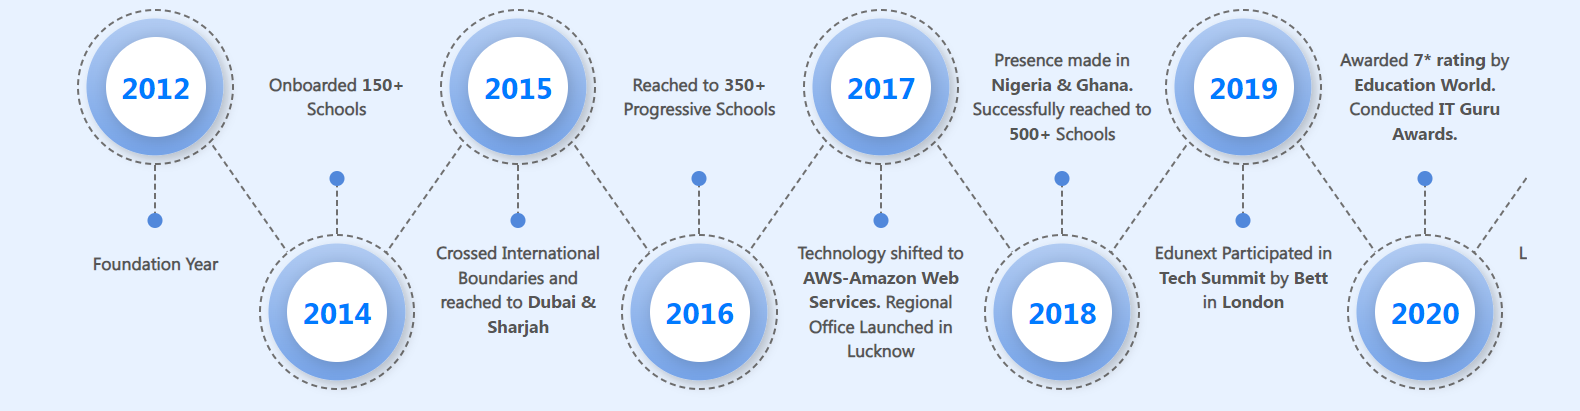 2012
Foundation Year
Onboarded 150+
Schools
2014
2015
Crossed International
Boundaries and
reached to Dubai &
Sharjah
Reached to 350+
Progressive Schools
2016
2017
Technology shifted to
AWS-Amazon Web
Services. Regional
Office Launched in
Lucknow
Presence made in
Nigeria & Ghana.
Successfully reached to
500+ Schools
2018
2019
Edunext Participated in
Tech Summit by Bett
in London
Awarded 7* rating by
Education World.
Conducted IT Guru
Awards.
2020
L